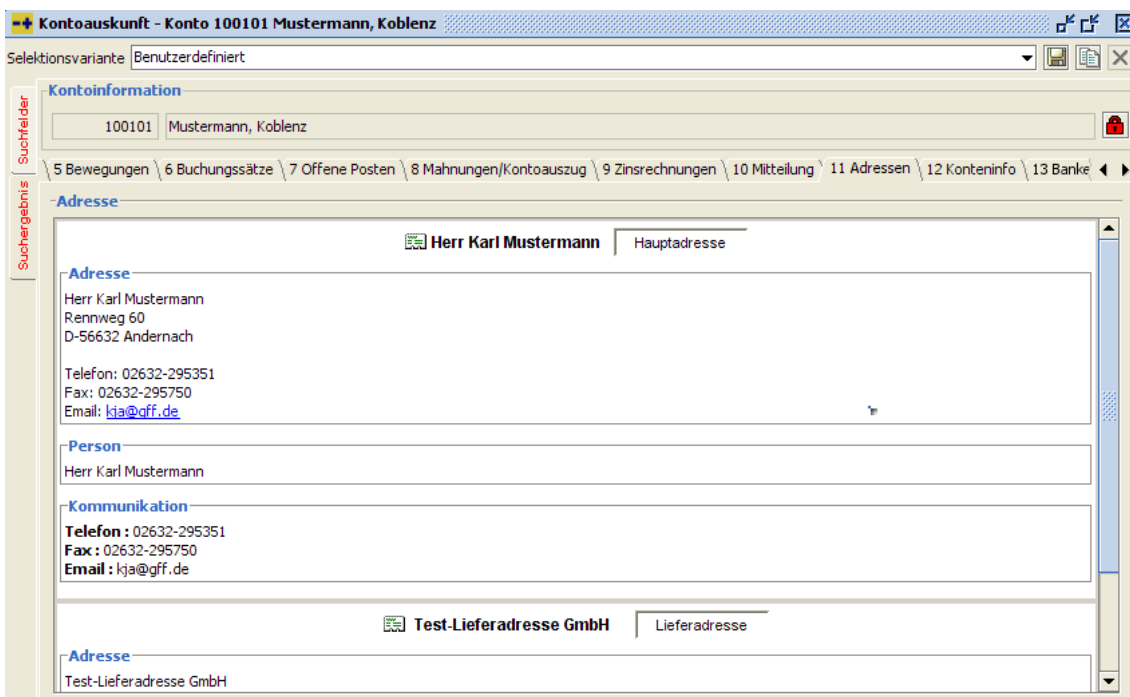 Kontoauskunft - Konto 100101 Mustermann, Koblenz
Selektionsvariante Benutzerdefiniert
Suchfelder
Suchergebnis
Kontoinformation
100101 Mustermann, Koblenz
5 Bewegungen 6 Buchungssätze 7 Offene Posten 8 Mahnungen/Kontoauszug 9 Zinsrechnungen 10 Mitteilung 11 Adressen 12 Konteninfo 13 Banke
Adresse
Herr Karl Mustermann Hauptadresse
Adresse
Herr Karl Mustermann
Rennweg 60
D-56632 Andernach
Telefon: 02632-295351
Fax: 02632-295750
Email: kja@gff.de
Person
Herr Karl Mustermann
Kommunikation
Telefon : 02632-295351
Fax : 02632-295750
Email : kja@gff.de
Test-Lieferadresse GmbH Lieferadresse
Adresse
Test-Lieferadresse GmbH